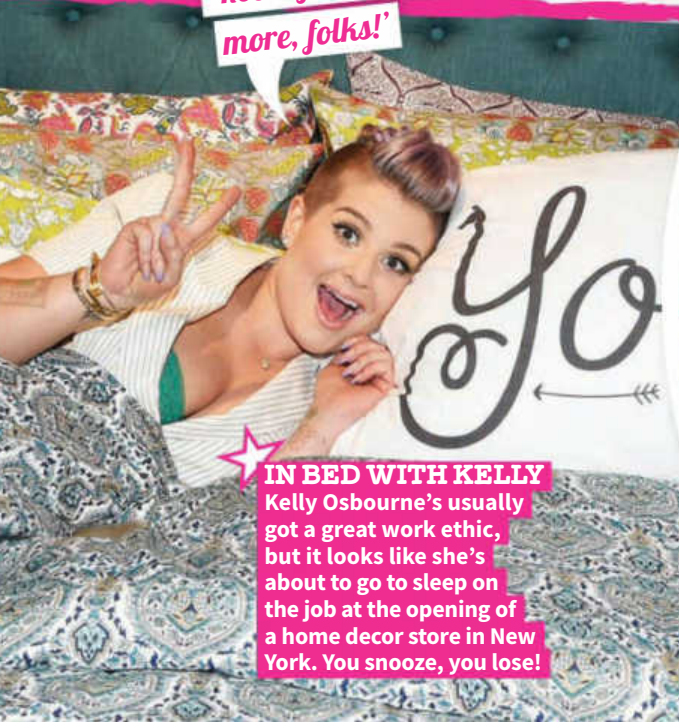 more, folks!’
Yo
IN BED WITH KELLY
Kelly Osbourne’s usually
got a great work ethic,
but it looks like she’s
about to go to sleep on
the job at the opening of
a home decor store in New
York. You snooze, you lose!